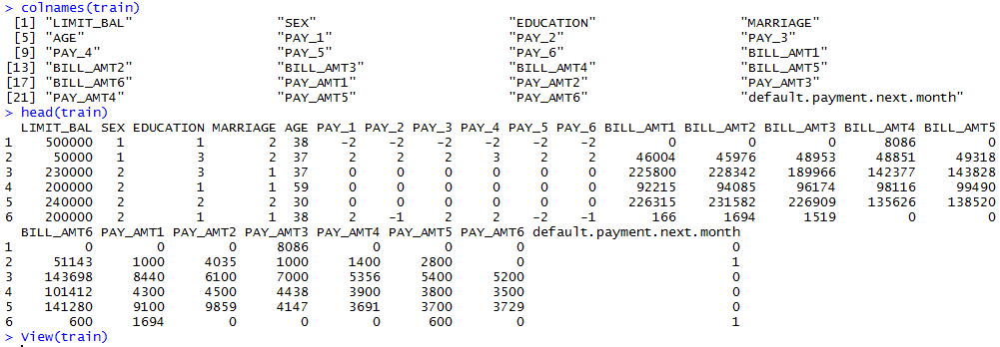 > colnames(train)
[1] "LIMIT_BAL" "SEX" "EDUCATION" "MARRIAGE"
[5] "AGE" "PAY_1" "PAY_2" "PAY_3"
[9] "PAY_4" "PAY_5" "PAY_6" "BILL_AMT1"
[13] "BILL_AMT2" "BILL_AMT3" "BILL_AMT4" "BILL_AMT5"
[17] "BILL_AMT6" "PAY_AMT1" "PAY_AMT2" "PAY_AMT3"
[21] "PAY_AMT4" "PAY_AMT5" "PAY_AMT6" "default.payment.next.month"
> head(train)
LIMIT_BAL SEX EDUCATION MARRIAGE AGE PAY_1 PAY_2 PAY_3 PAY_4 PAY_5 PAY_6 BILL_AMT1 BILL_AMT2 BILL_AMT3 BILL_AMT4 BILL_AMT5
1 500000 1 1 2 38 -2 -2 -2 -2 -2 -2 0 0 0 8086 0
2 50000 1 3 2 37 2 2 2 3 2 2 46004 45976 48953 48851 49318
3 230000 2 3 1 37 0 0 0 0 0 0 225800 228342 189966 142377 143828
4 200000 2 1 1 59 0 0 0 0 0 0 92215 94085 96174 98116 99490
5 240000 2 2 2 30 0 0 0 0 0 0 226315 231582 226909 135626 138520
6 200000 2 1 1 38 2 -1 2 2 -2 -1 166 1694 1519 0 0
BILL_AMT6 PAY_AMT1 PAY_AMT2 PAY_AMT3 PAY_AMT4 PAY_AMT5 PAY_AMT6 default.payment.next.month
1 0 0 0 8086 0 0 0 0
2 51143 1000 4035 1000 1400 2800 0 1
3 143698 8440 6100 7000 5356 5400 5200 0
4 101412 4300 4500 4438 3900 3800 3500 0
5 141280 9100 9859 4147 3691 3700 3729 0
6 600 1694 0 0 0 600 0 1
> View(train)